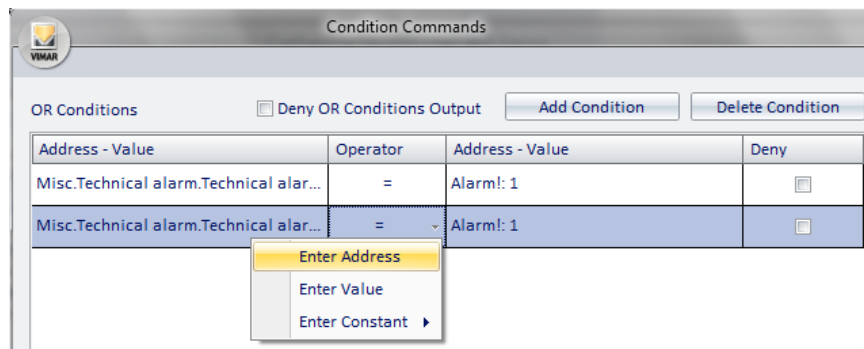 Condition Commands
VIMAR
OR Conditions Deny OR Conditions Output Add Condition Delete Condition
Address - Value Operator Address - Value Deny
Misc.Technical alarm.Technical alar... = Alarm!: 1
Misc.Technical alarm.Technical alar... = Alarm!: 1
Enter Address
Enter Value
Enter Constant